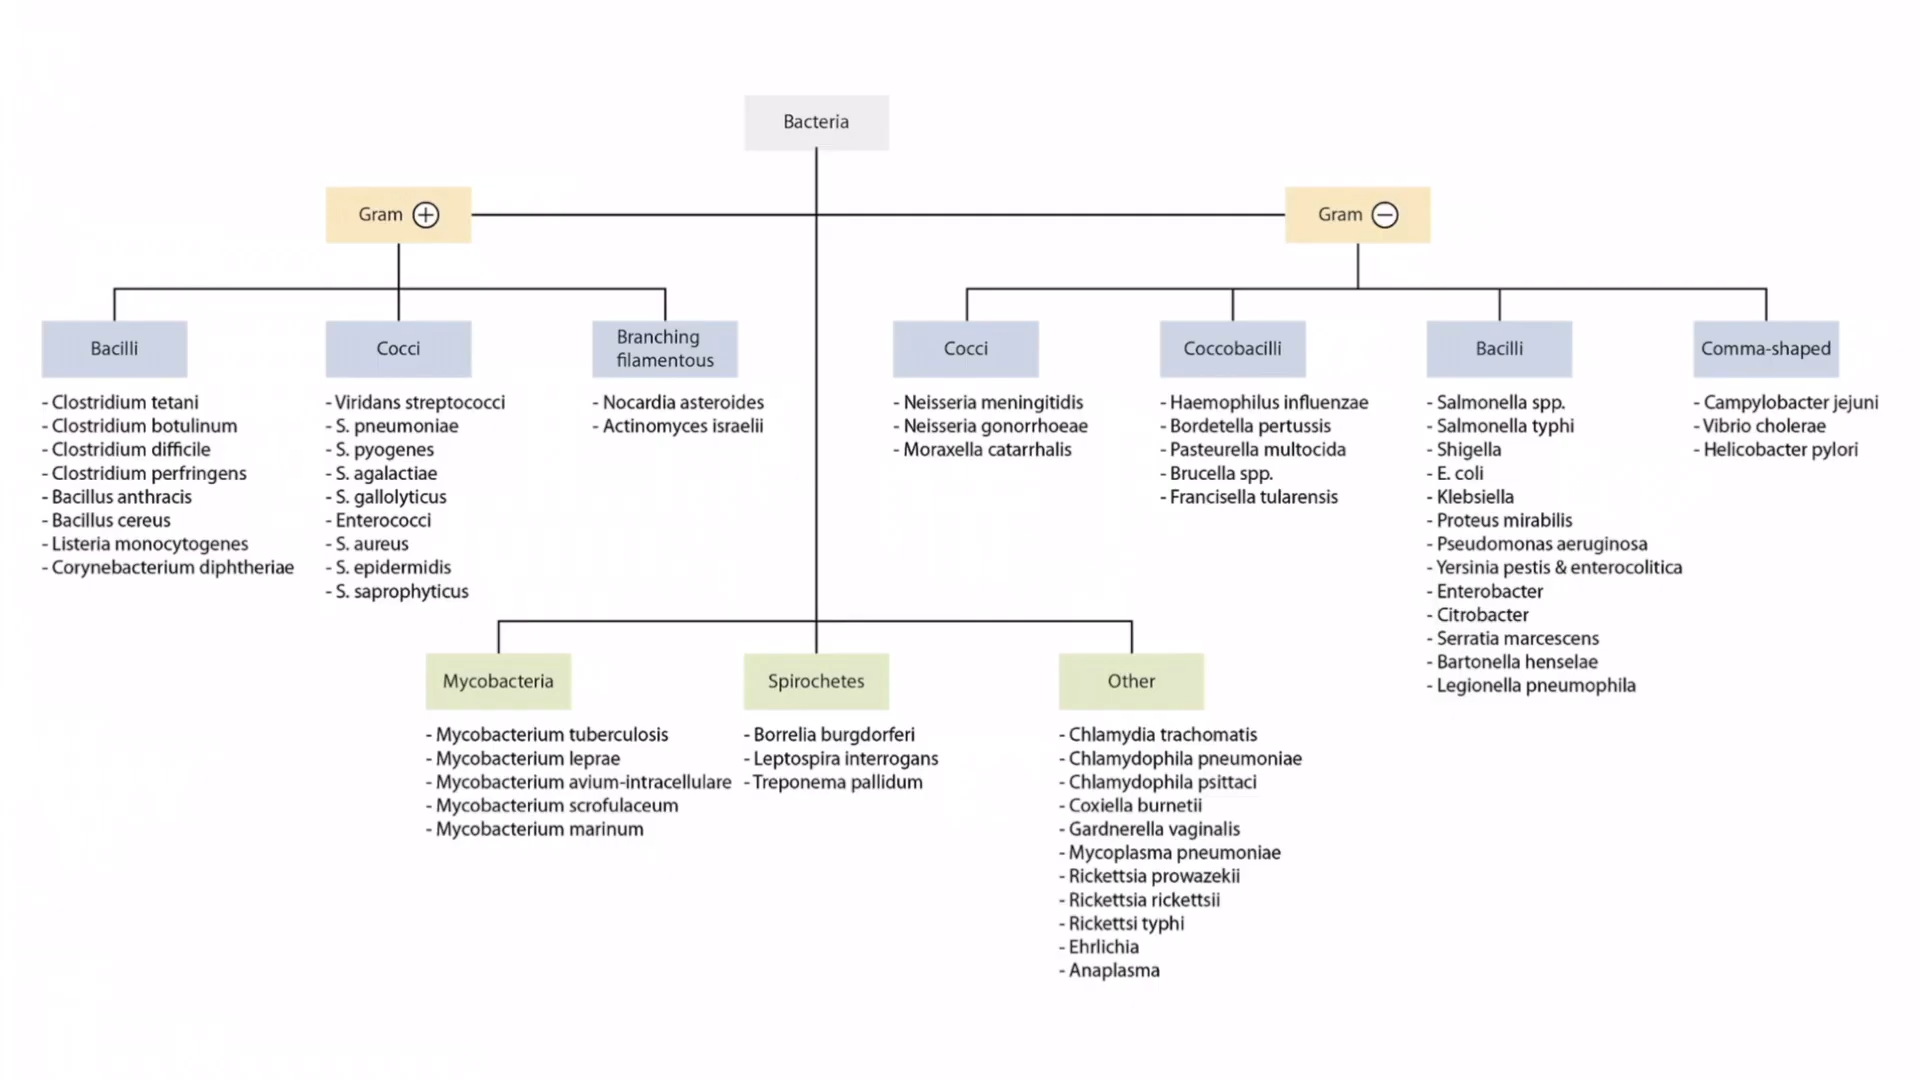 Bacteria
Gram +
Gram −
Bacilli
- Clostridium tetani
- Clostridium botulinum
- Clostridium difficile
- Clostridium perfringens
- Bacillus anthracis
- Bacillus cereus
- Listeria monocytogenes
- Corynebacterium diphtheriae
Cocci
- Viridans streptococci
- S. pneumoniae
- S. pyogenes
- S. agalactiae
- S. gallolyticus
- Enterococci
- S. aureus
- S. epidermidis
- S. saprophyticus
Branching
filamentous
- Nocardia asteroides
- Actinomyces israelii
Cocci
- Neisseria meningitidis
- Neisseria gonorrhoeae
- Moraxella catarrhalis
Coccobacilli
- Haemophilus influenzae
- Bordetella pertussis
- Pasteurella multocida
- Brucella spp.
- Francisella tularensis
Bacilli
- Salmonella spp.
- Salmonella typhi
- Shigella
- E. coli
- Klebsiella
- Proteus mirabilis
- Pseudomonas aeruginosa
- Yersinia pestis & enterocolitica
- Enterobacter
- Citrobacter
- Serratia marcescens
- Bartonella henselae
- Legionella pneumophila
Comma-shaped
- Campylobacter jejuni
- Vibrio cholerae
- Helicobacter pylori
Mycobacteria
- Mycobacterium tuberculosis
- Mycobacterium leprae
- Mycobacterium avium-intracellulare
- Mycobacterium scrofulaceum
- Mycobacterium marinum
Spirochetes
- Borrelia burgdorferi
- Leptospira interrogans
- Treponema pallidum
Other
- Chlamydia trachomatis
- Chlamydophila pneumoniae
- Chlamydophila psittaci
- Coxiella burnetii
- Gardnerella vaginalis
- Mycoplasma pneumoniae
- Rickettsia prowazekii
- Rickettsia rickettsii
- Rickettsi typhi
- Ehrlichia
- Anaplasma